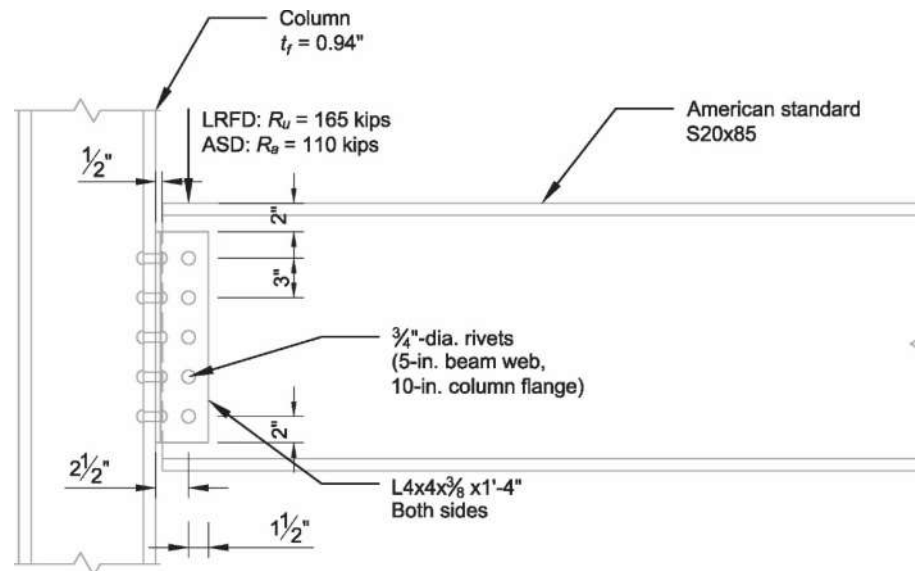 Column
t_f = 0.94"
LRFD: R_u = 165 kips
ASD: R_a = 110 kips
American standard
S20x85
½"
2"
3"
¾"-dia. rivets
(5-in. beam web,
10-in. column flange)
2"
2½"
L4x4x⅜ x1'-4"
Both sides
1½"